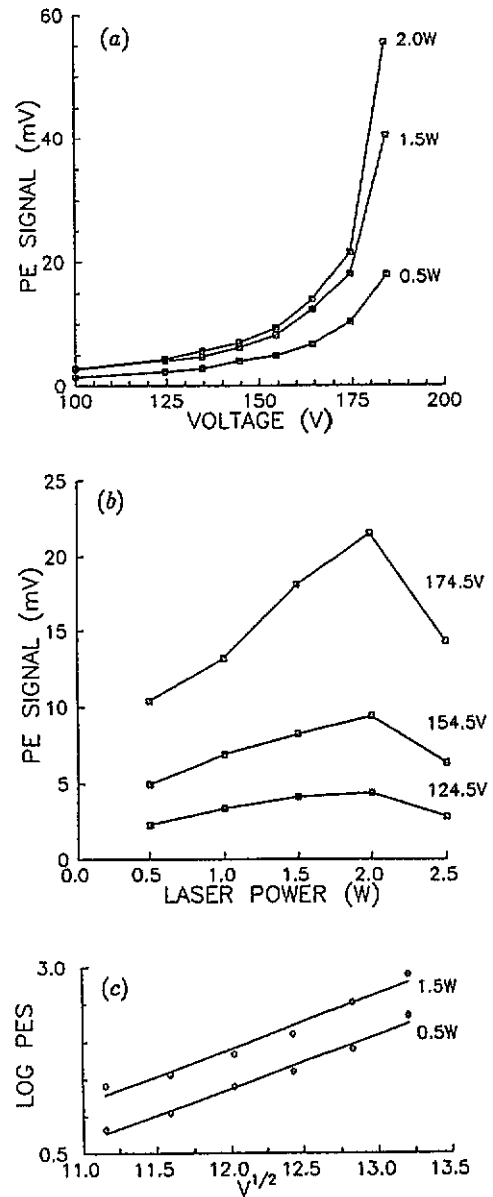 (a)
60
40
20
0
PE SIGNAL (mV)
2.0W
1.5W
0.5W
100 125 150 175 200
VOLTAGE (V)
(b)
25
20
15
10
5
0
PE SIGNAL (mV)
174.5V
154.5V
124.5V
0.0 0.5 1.0 1.5 2.0 2.5
LASER POWER (W)
(c)
3.0
0.5
LOG PES
1.5W
0.5W
11.0 11.5 12.0 12.5 13.0 13.5
V^1/2